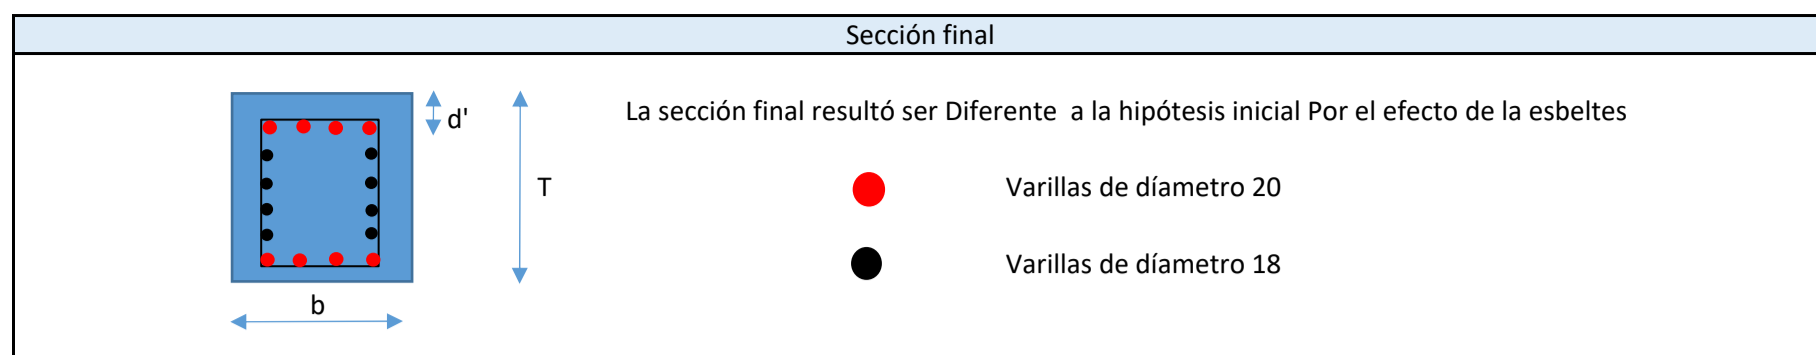 Sección final
La sección final resultó ser Diferente  a la hipótesis inicial Por el efecto de la esbeltes
d'
T
Varillas de díametro 20
Varillas de díametro 18
b